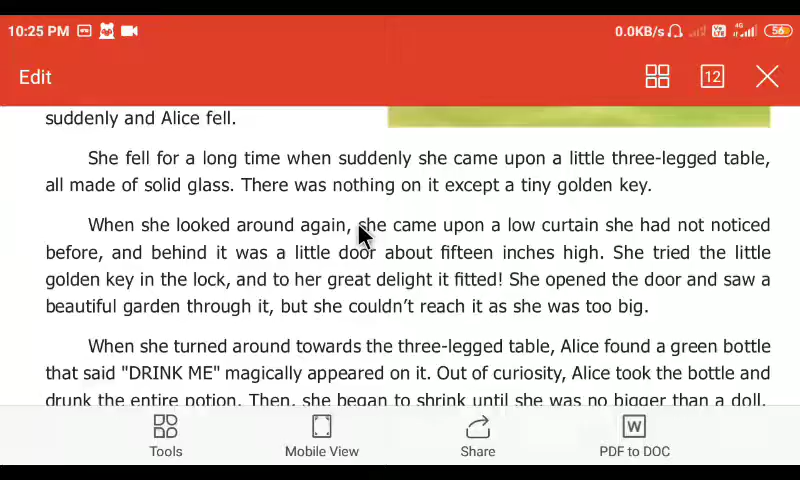 10:25 PM 0.0KB/s 4G 56
Edit 12
suddenly and Alice fell.
She fell for a long time when suddenly she came upon a little three-legged table,
all made of solid glass. There was nothing on it except a tiny golden key.
When she looked around again, she came upon a low curtain she had not noticed
before, and behind it was a little door about fifteen inches high. She tried the little
golden key in the lock, and to her great delight it fitted! She opened the door and saw a
beautiful garden through it, but she couldn't reach it as she was too big.
When she turned around towards the three-legged table, Alice found a green bottle
that said "DRINK ME" magically appeared on it. Out of curiosity, Alice took the bottle and
drunk the entire potion. Then, she began to shrink until she was no bigger than a doll.
W
Tools Mobile View Share PDF to DOC